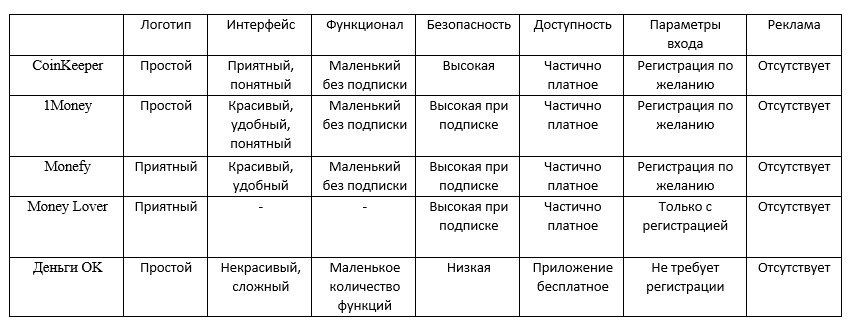 Логотип Интерфейс Функционал Безопасность Доступность Параметры входа Реклама
CoinKeeper Простой Приятный, понятный Маленький без подписки Высокая Частично платное Регистрация по желанию Отсутствует
1Money Простой Красивый, удобный, понятный Маленький без подписки Высокая при подписке Частично платное Регистрация по желанию Отсутствует
Monefy Приятный Красивый, удобный Маленький без подписки Высокая при подписке Частично платное Регистрация по желанию Отсутствует
Money Lover Приятный - - Высокая при подписке Частично платное Только с регистрацией Отсутствует
Деньги ОК Простой Некрасивый, сложный Маленькое количество функций Низкая Приложение бесплатное Не требует регистрации Отсутствует